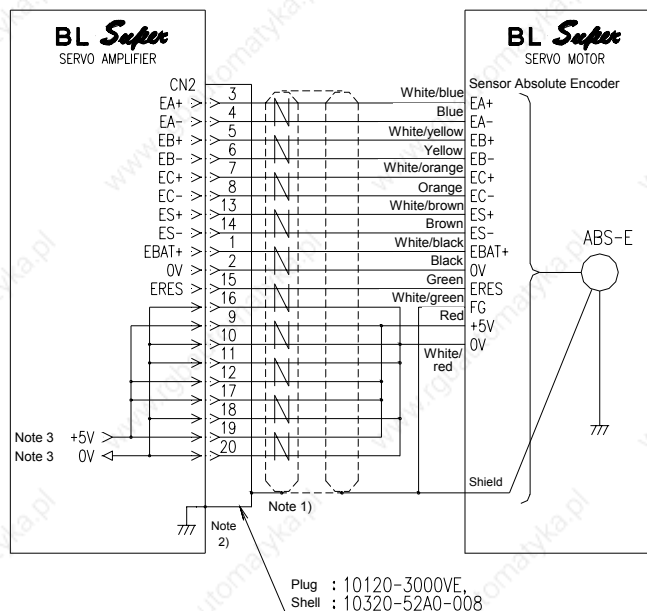 BL Super
SERVO AMPLIFIER
BL Super
SERVO MOTOR
CN2
Sensor Absolute Encoder
EA+ 3 White/blue EA+
EA- 4 Blue EA-
EB+ 5 White/yellow EB+
EB- 6 Yellow EB-
EC+ 7 White/orange EC+
EC- 8 Orange EC-
ES+ 13 White/brown ES+
ES- 14 Brown ES-
EBAT+ 1 White/black EBAT+
0V 2 Black 0V
ERES 15 Green ERES
16 White/green FG
9 Red +5V
10 White/red 0V
11
12
17
18
Note 3 +5V 19
Note 3 0V 20
ABS-E
Shield
Note 1)
Note 2)
Plug : 10120-3000VE,
Shell : 10320-52A0-008
www.rgbautomatyka.pl